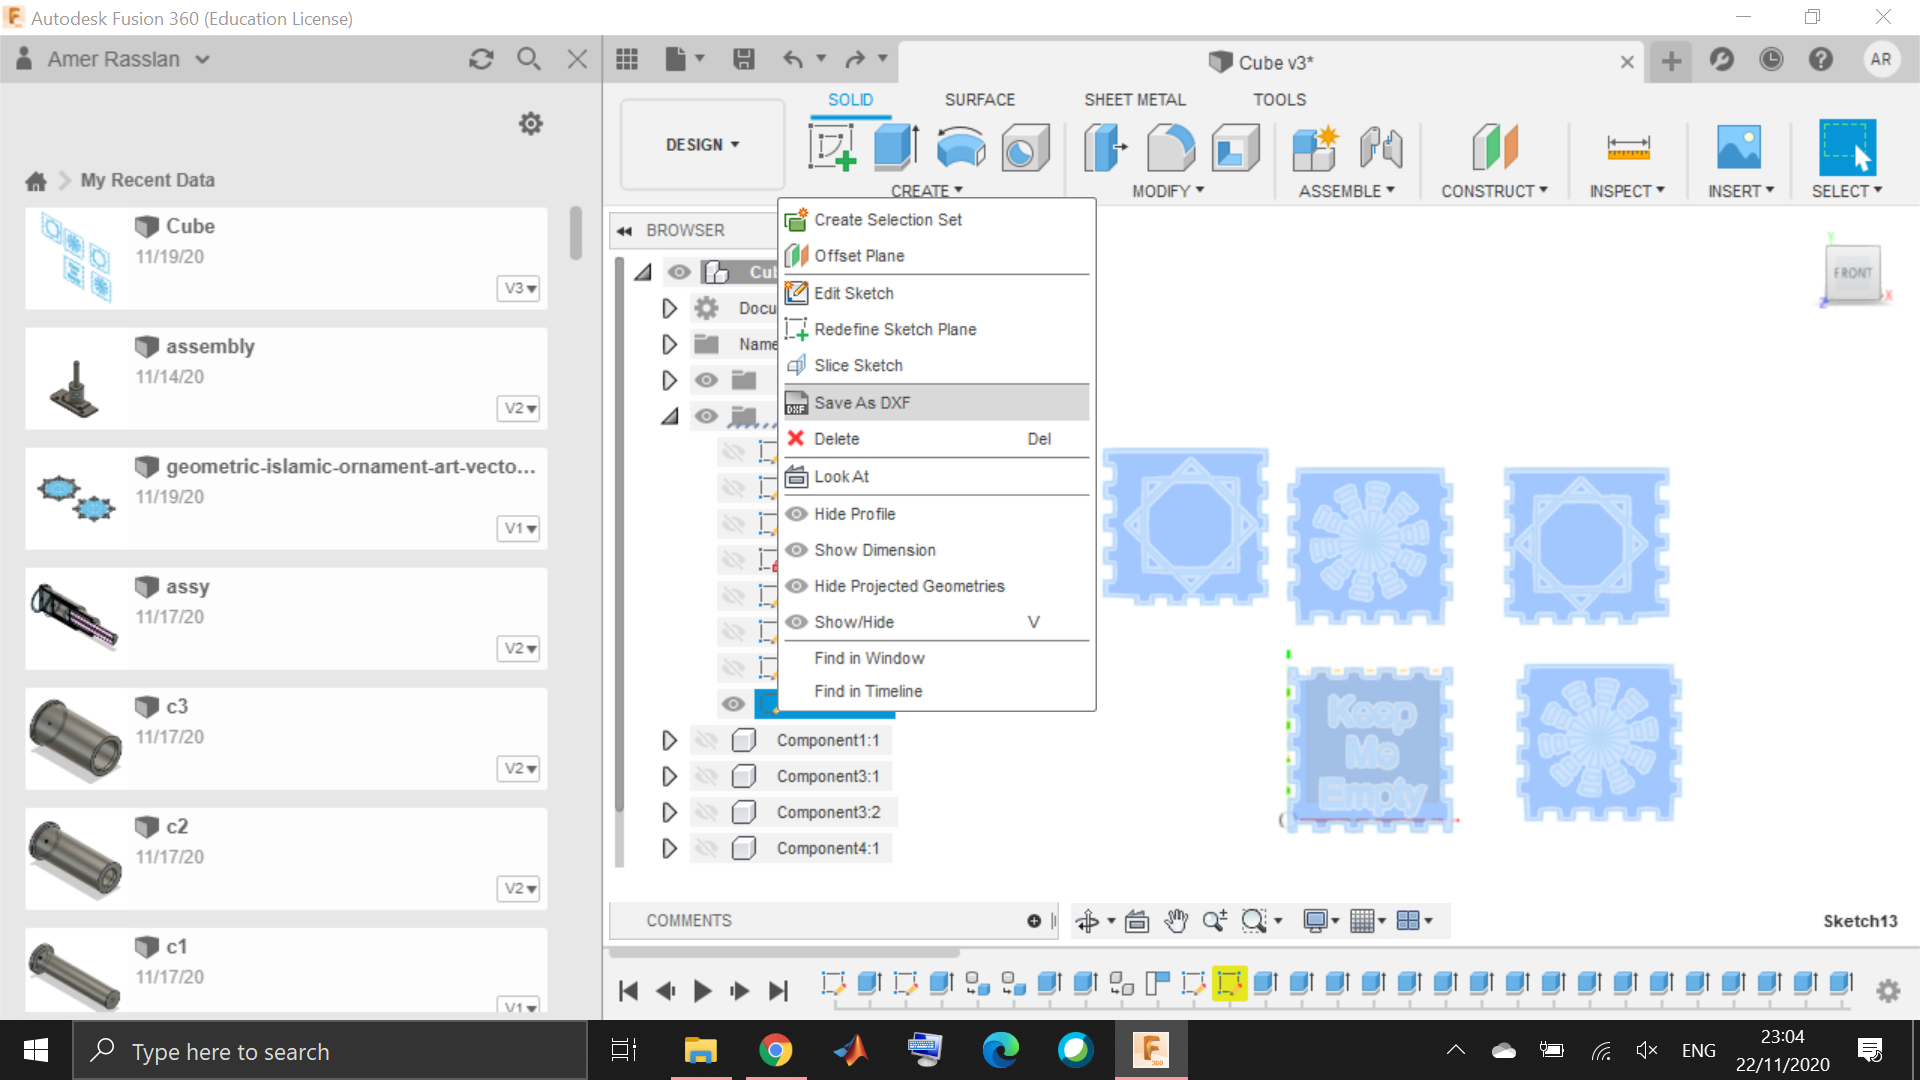 Autodesk Fusion 360 (Education License)
Amer Rasslan
Cube v3*
AR
SOLID
SURFACE
SHEET METAL
TOOLS
DESIGN
CREATE
MODIFY
ASSEMBLE
CONSTRUCT
INSPECT
INSERT
SELECT
My Recent Data
Cube
11/19/20
V3
assembly
11/14/20
V2
geometric-islamic-ornament-art-vecto...
11/19/20
V1
assy
11/17/20
V2
c3
11/17/20
V2
c2
11/17/20
V2
c1
11/17/20
V1
BROWSER
Cub
Docu
Name
Component1:1
Component3:1
Component3:2
Component4:1
Create Selection Set
Offset Plane
Edit Sketch
Redefine Sketch Plane
Slice Sketch
DXF Save As DXF
Delete Del
Look At
Hide Profile
Show Dimension
Hide Projected Geometries
Show/Hide V
Find in Window
Find in Timeline
Y
FRONT
X
Z
Keep
Me
Empty
COMMENTS
Sketch13
Type here to search
F
360
ENG
23:04
22/11/2020